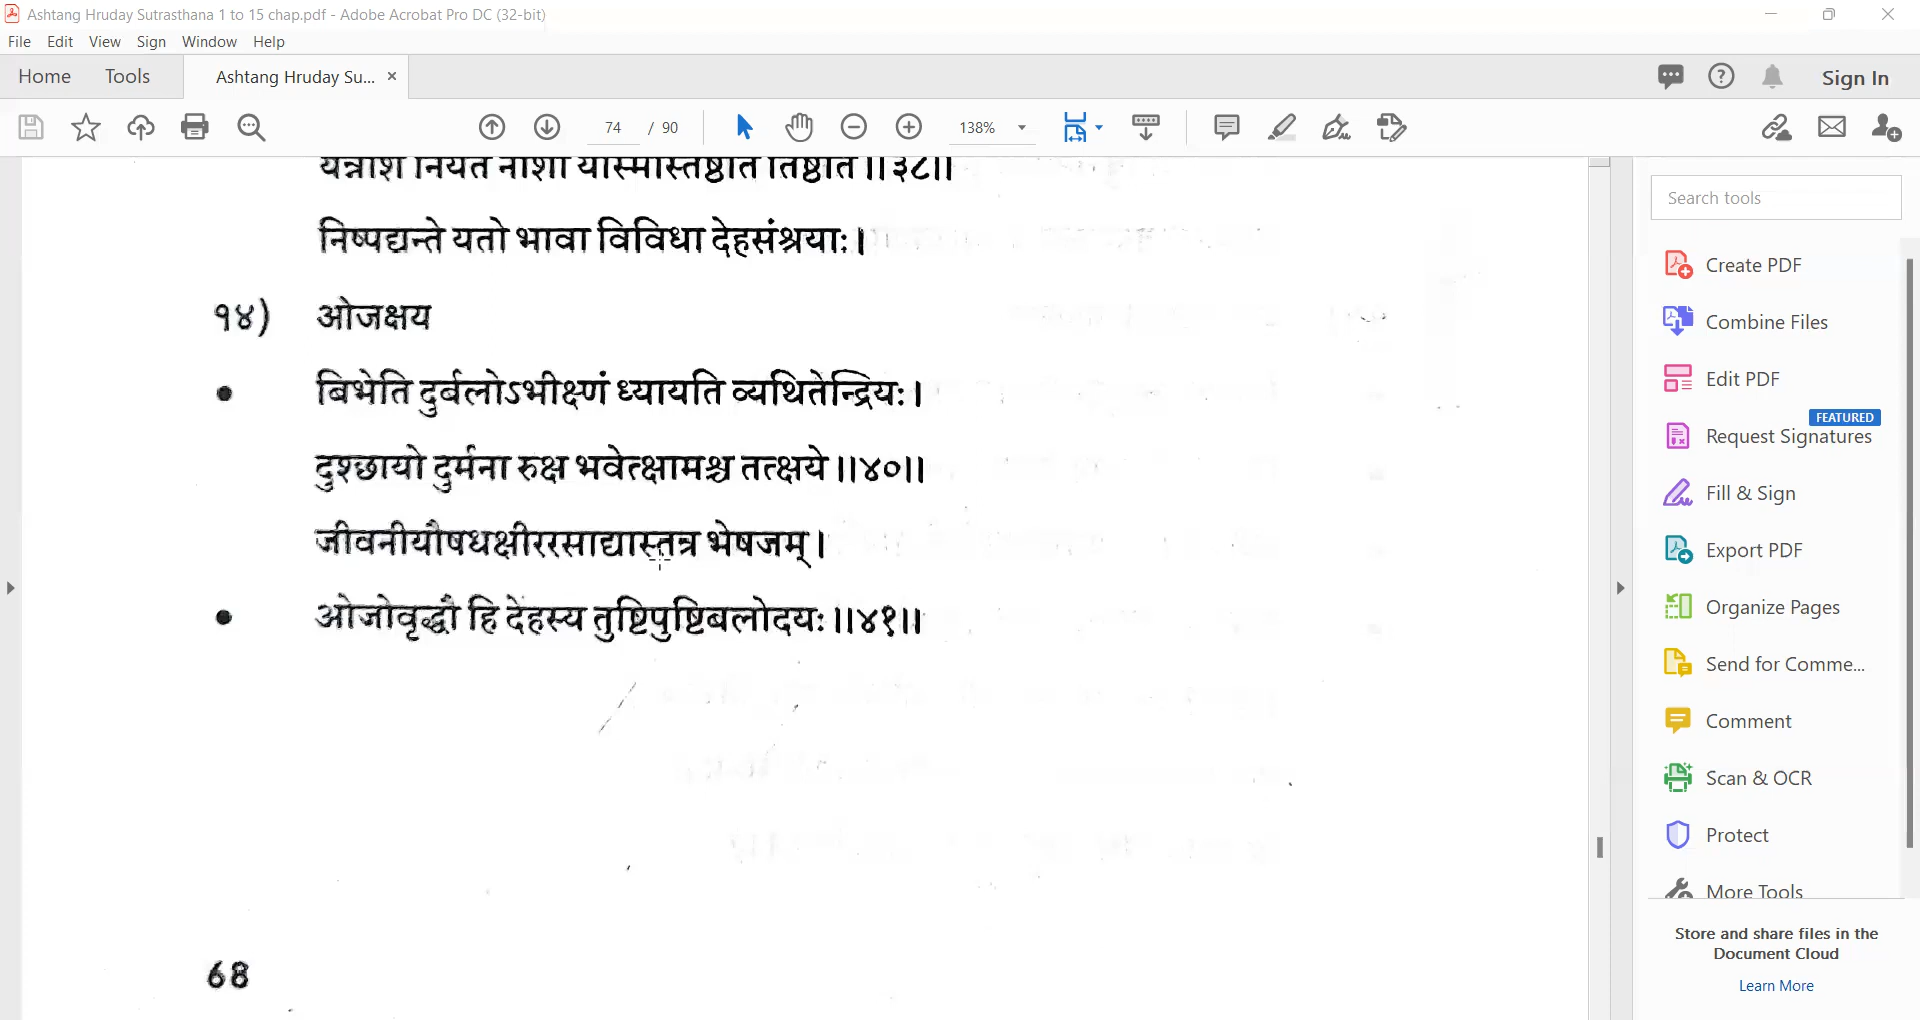 Ashtang Hruday Sutrasthana 1 to 15 chap.pdf - Adobe Acrobat Pro DC (32-bit)
File Edit View Sign Window Help
Home Tools Ashtang Hruday Su... × Sign In
74 / 90 138%
यन्नाशे नियतं नाशो यस्मिंस्तिष्ठति तिष्ठति ।।३८।।
निष्पद्यन्ते यतो भावा विविधा देहसंश्रयाः ।
१४) ओजक्षय
• बिभेति दुर्बलोऽभीक्ष्णं ध्यायति व्यथितेन्द्रियः ।
दुश्छायो दुर्मना रुक्ष भवेत्क्षामश्च तत्क्षये ।।४०।।
जीवनीयौषधक्षीररसाद्यास्तत्र भेषजम् ।
• ओजोवृद्धौ हि देहस्य तुष्टिपुष्टिबलोदयः ।।४१।।
68
Search tools
Create PDF
Combine Files
Edit PDF
FEATURED
Request Signatures
Fill & Sign
Export PDF
Organize Pages
Send for Comme...
Comment
Scan & OCR
Protect
More Tools
Store and share files in the
Document Cloud
Learn More